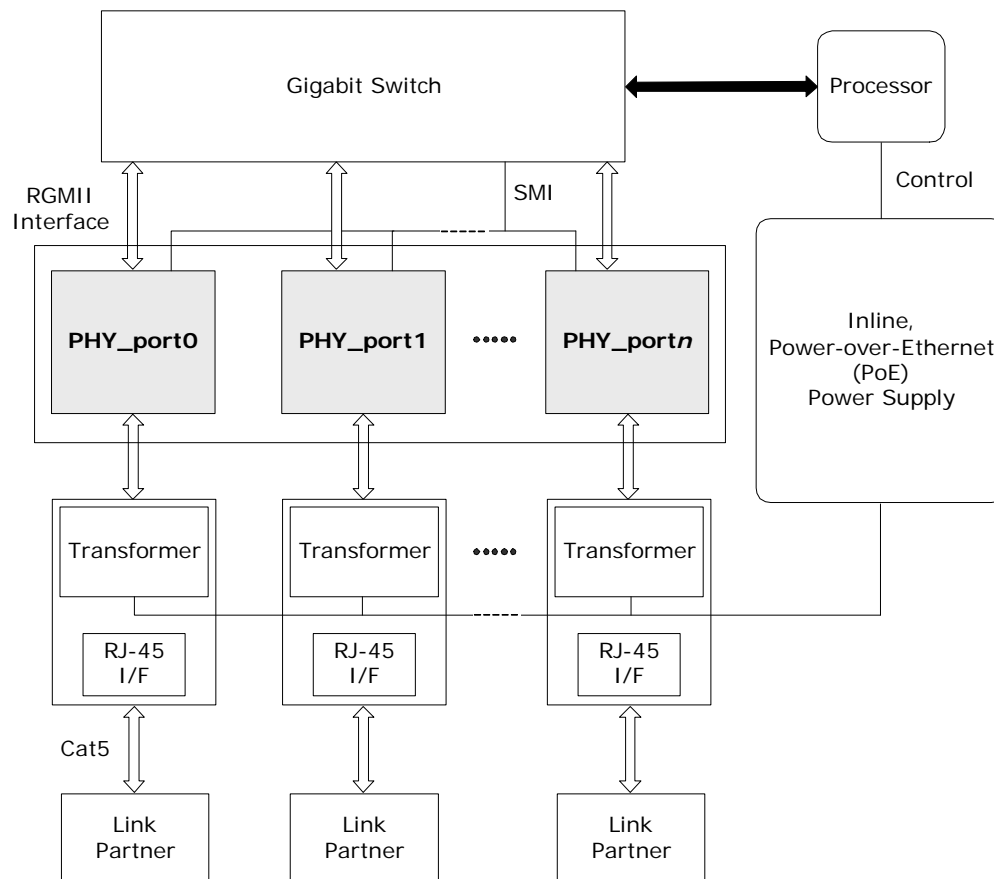 Gigabit Switch
Processor
RGMII
Interface
SMI
Control
PHY_port0
PHY_port1
PHY_portn
Inline,
Power-over-Ethernet
(PoE)
Power Supply
Transformer
Transformer
Transformer
RJ-45
I/F
RJ-45
I/F
RJ-45
I/F
Cat5
Link
Partner
Link
Partner
Link
Partner